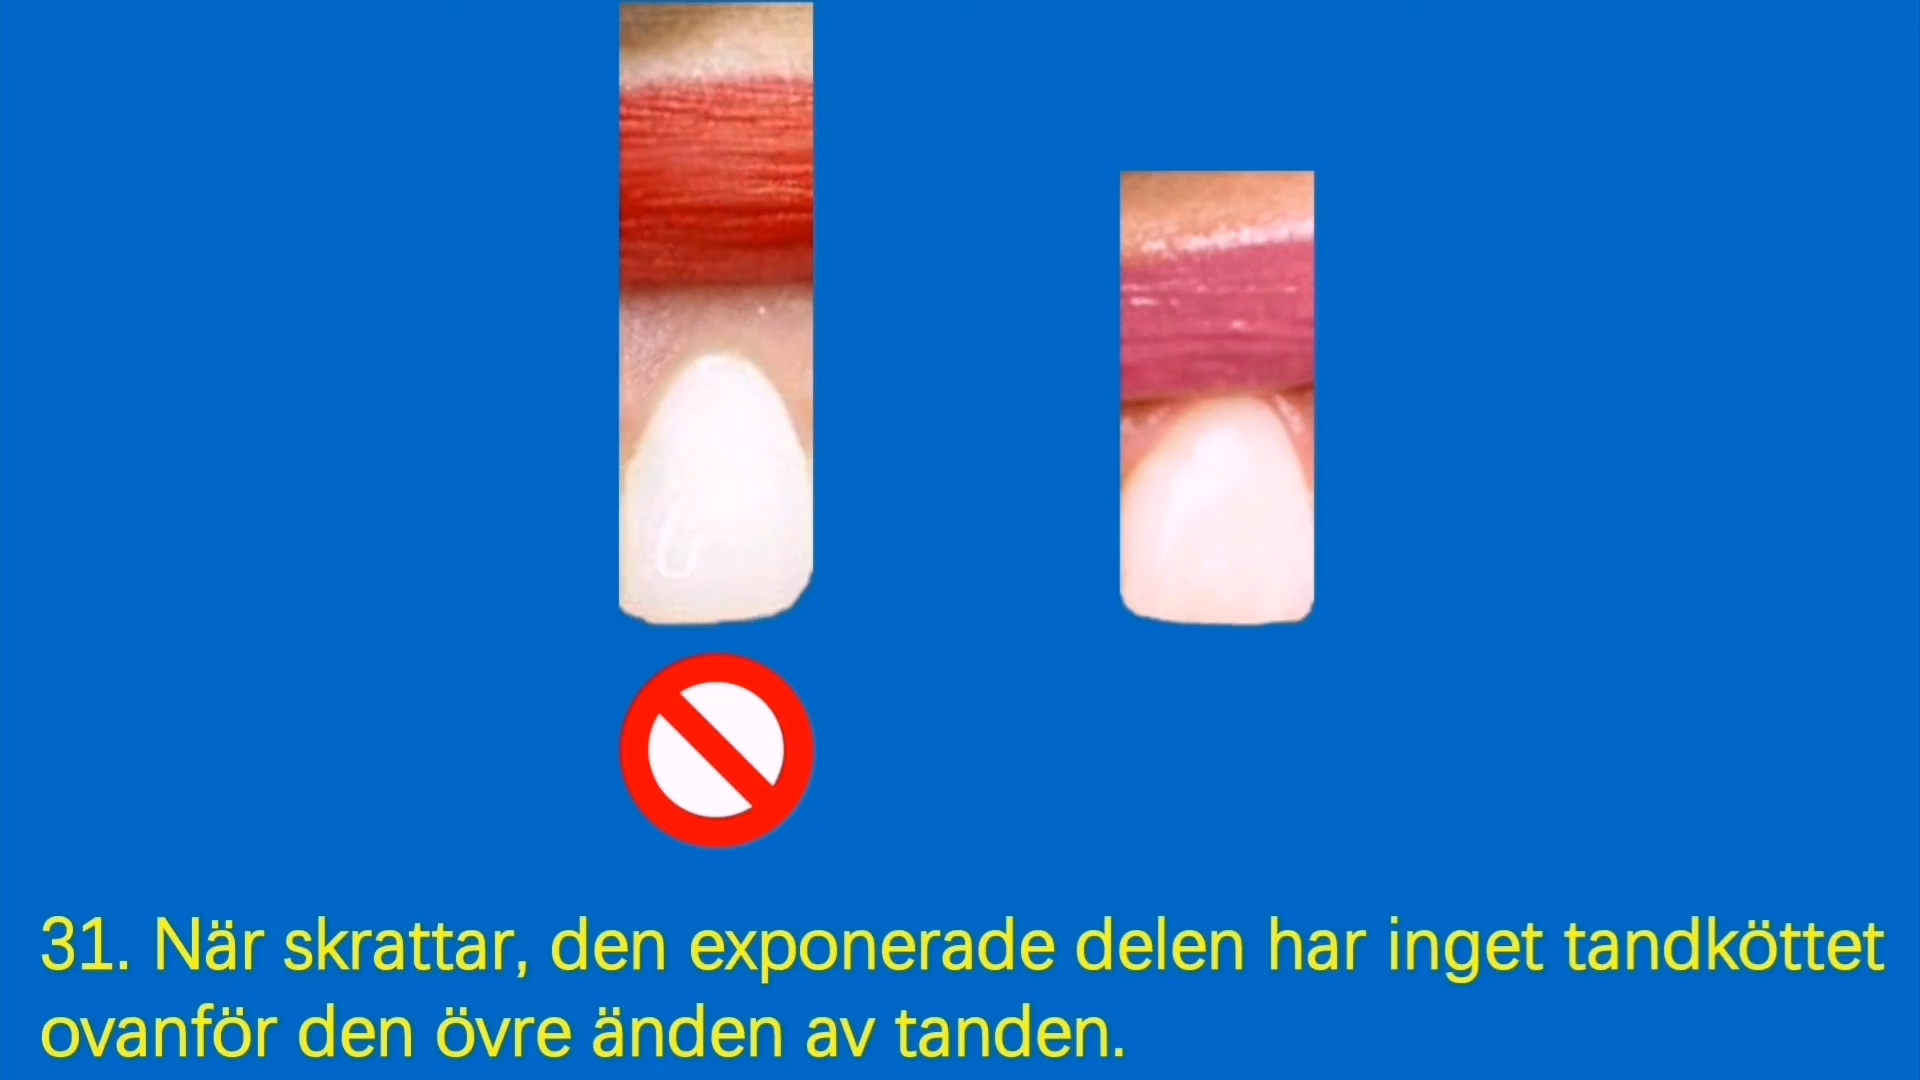 31. När skrattar, den exponerade delen har inget tandköttet
ovanför den övre änden av tanden.